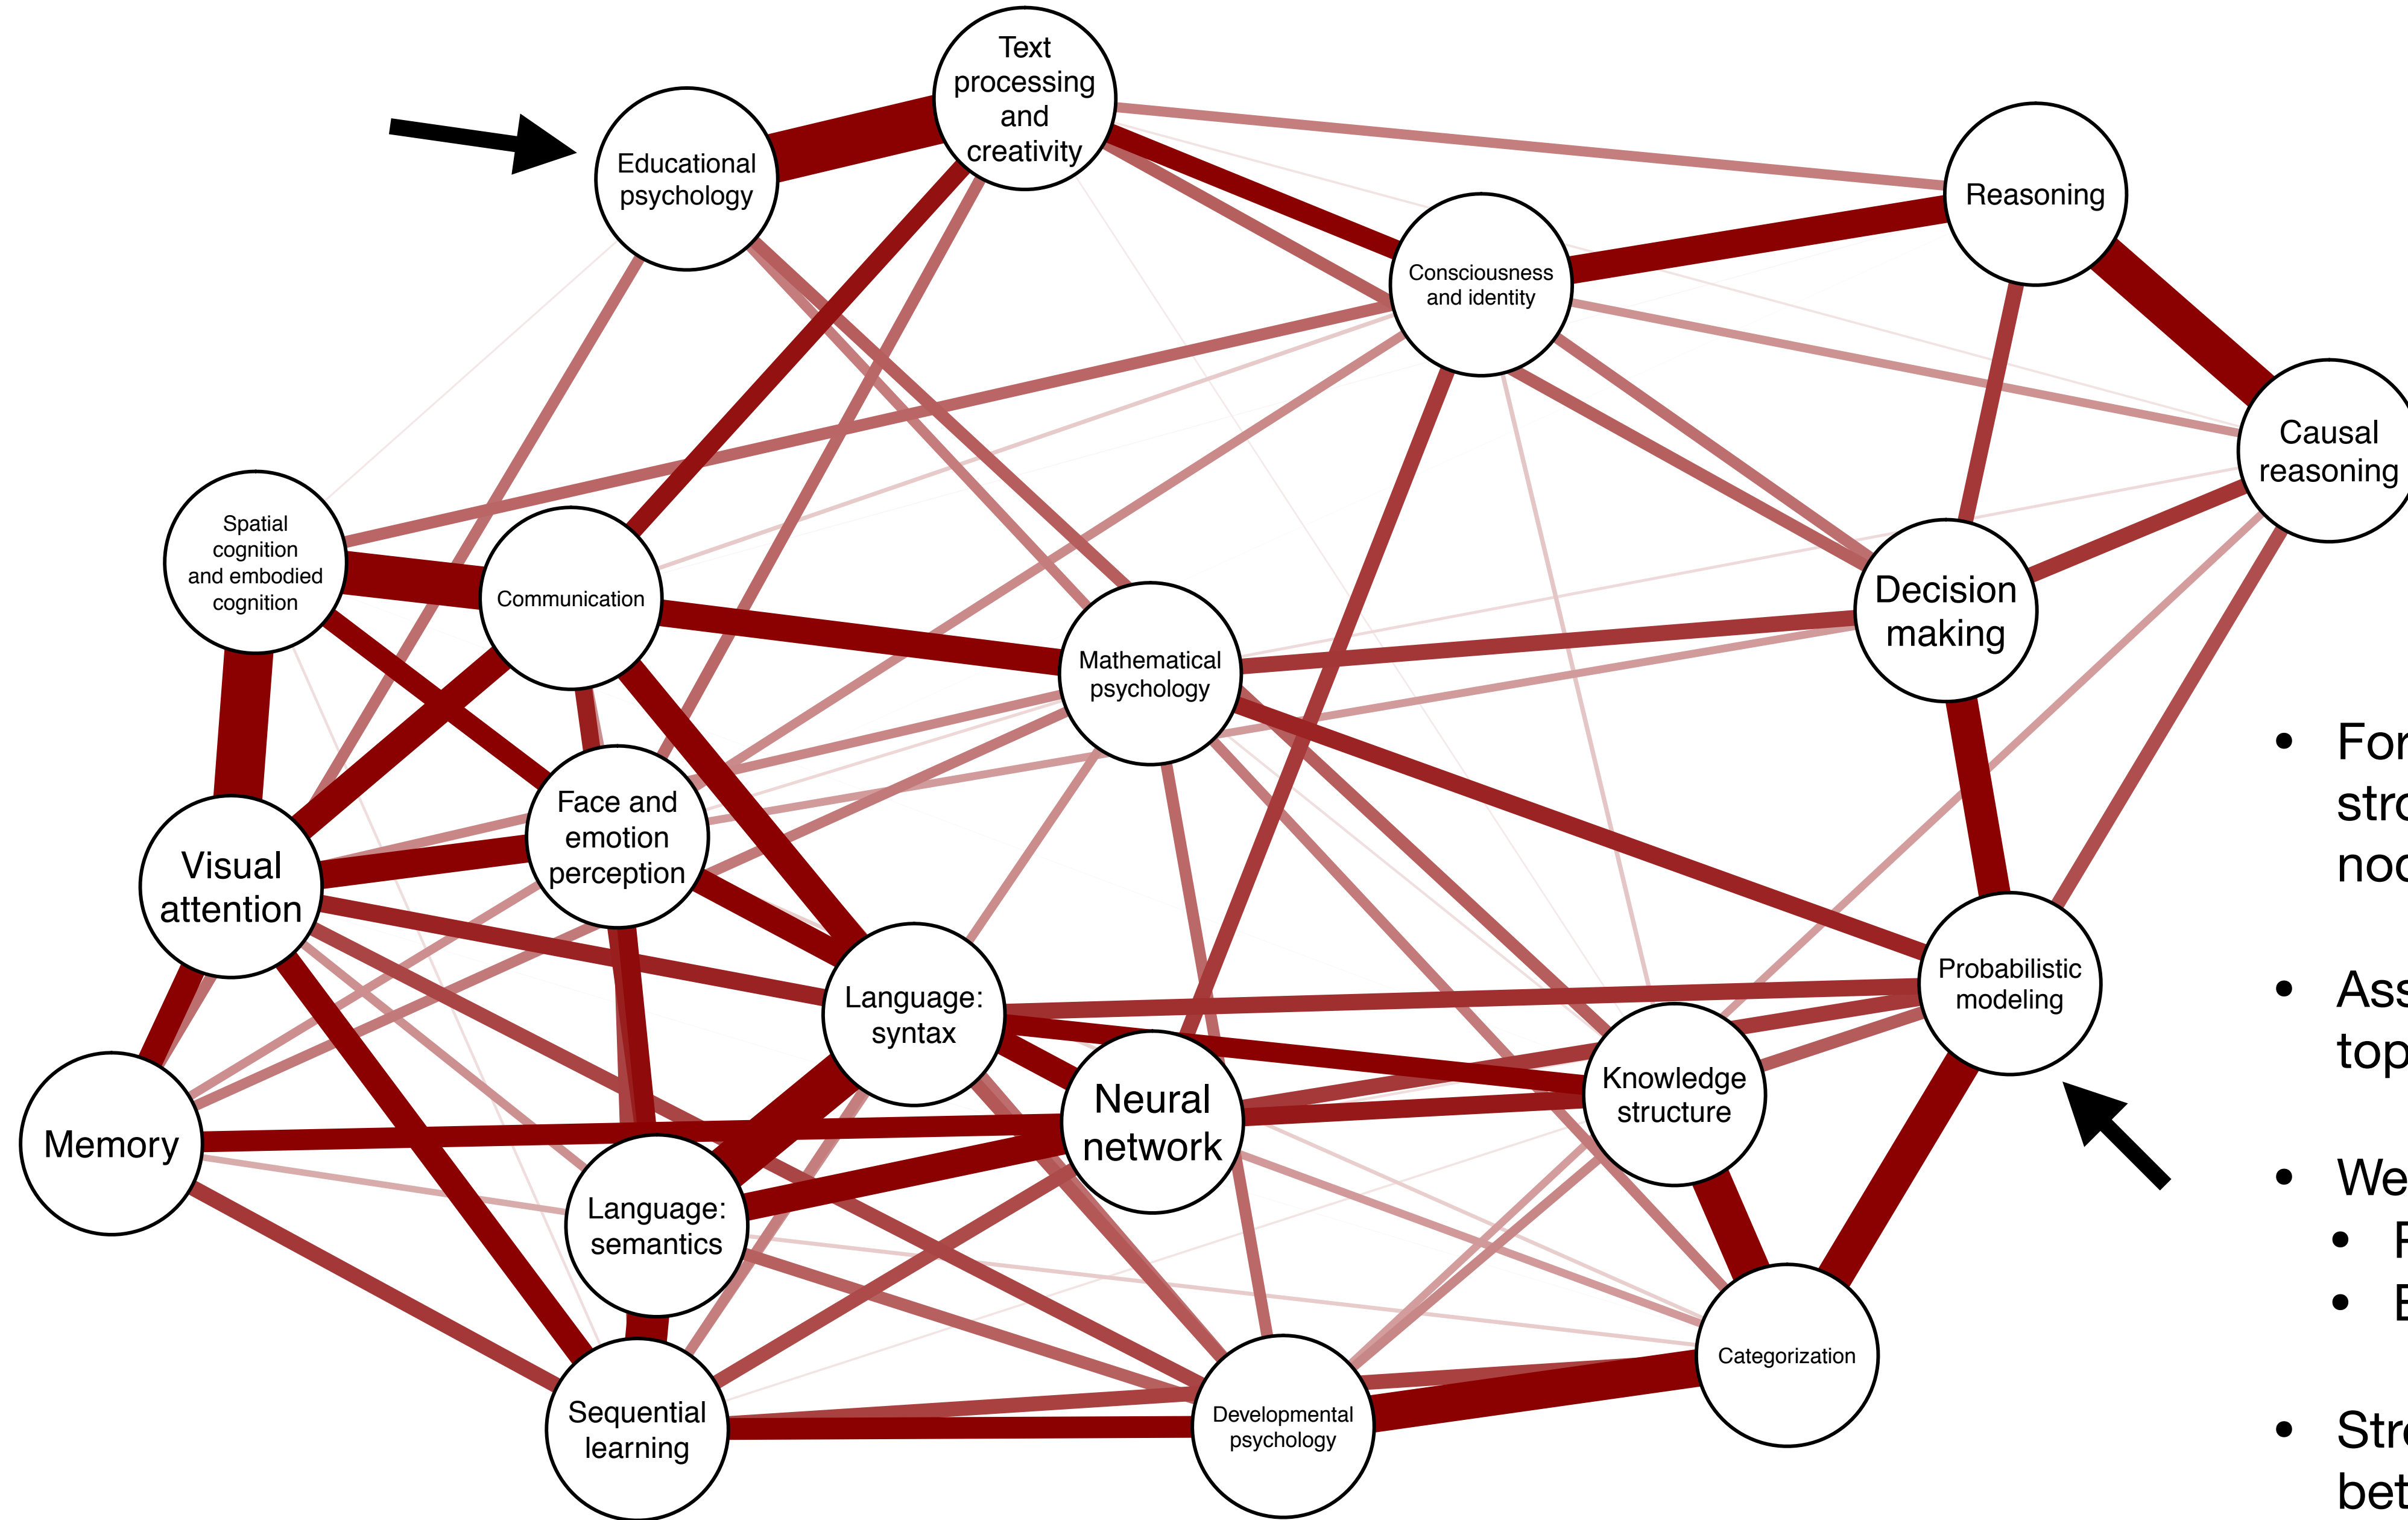 Text
processing
and
creativity
Educational
psychology
Reasoning
Consciousness
and identity
Causal
reasoning
Spatial
cognition
and embodied
cognition
Communication
Decision
making
Mathematical
psychology
Face and
emotion
perception
Visual
attention
Language:
syntax
Probabilistic
modeling
Neural
network
Knowledge
structure
Memory
Language:
semantics
Categorization
Sequential
learning
Developmental
psychology
• For
•
•
• We
•
•
•